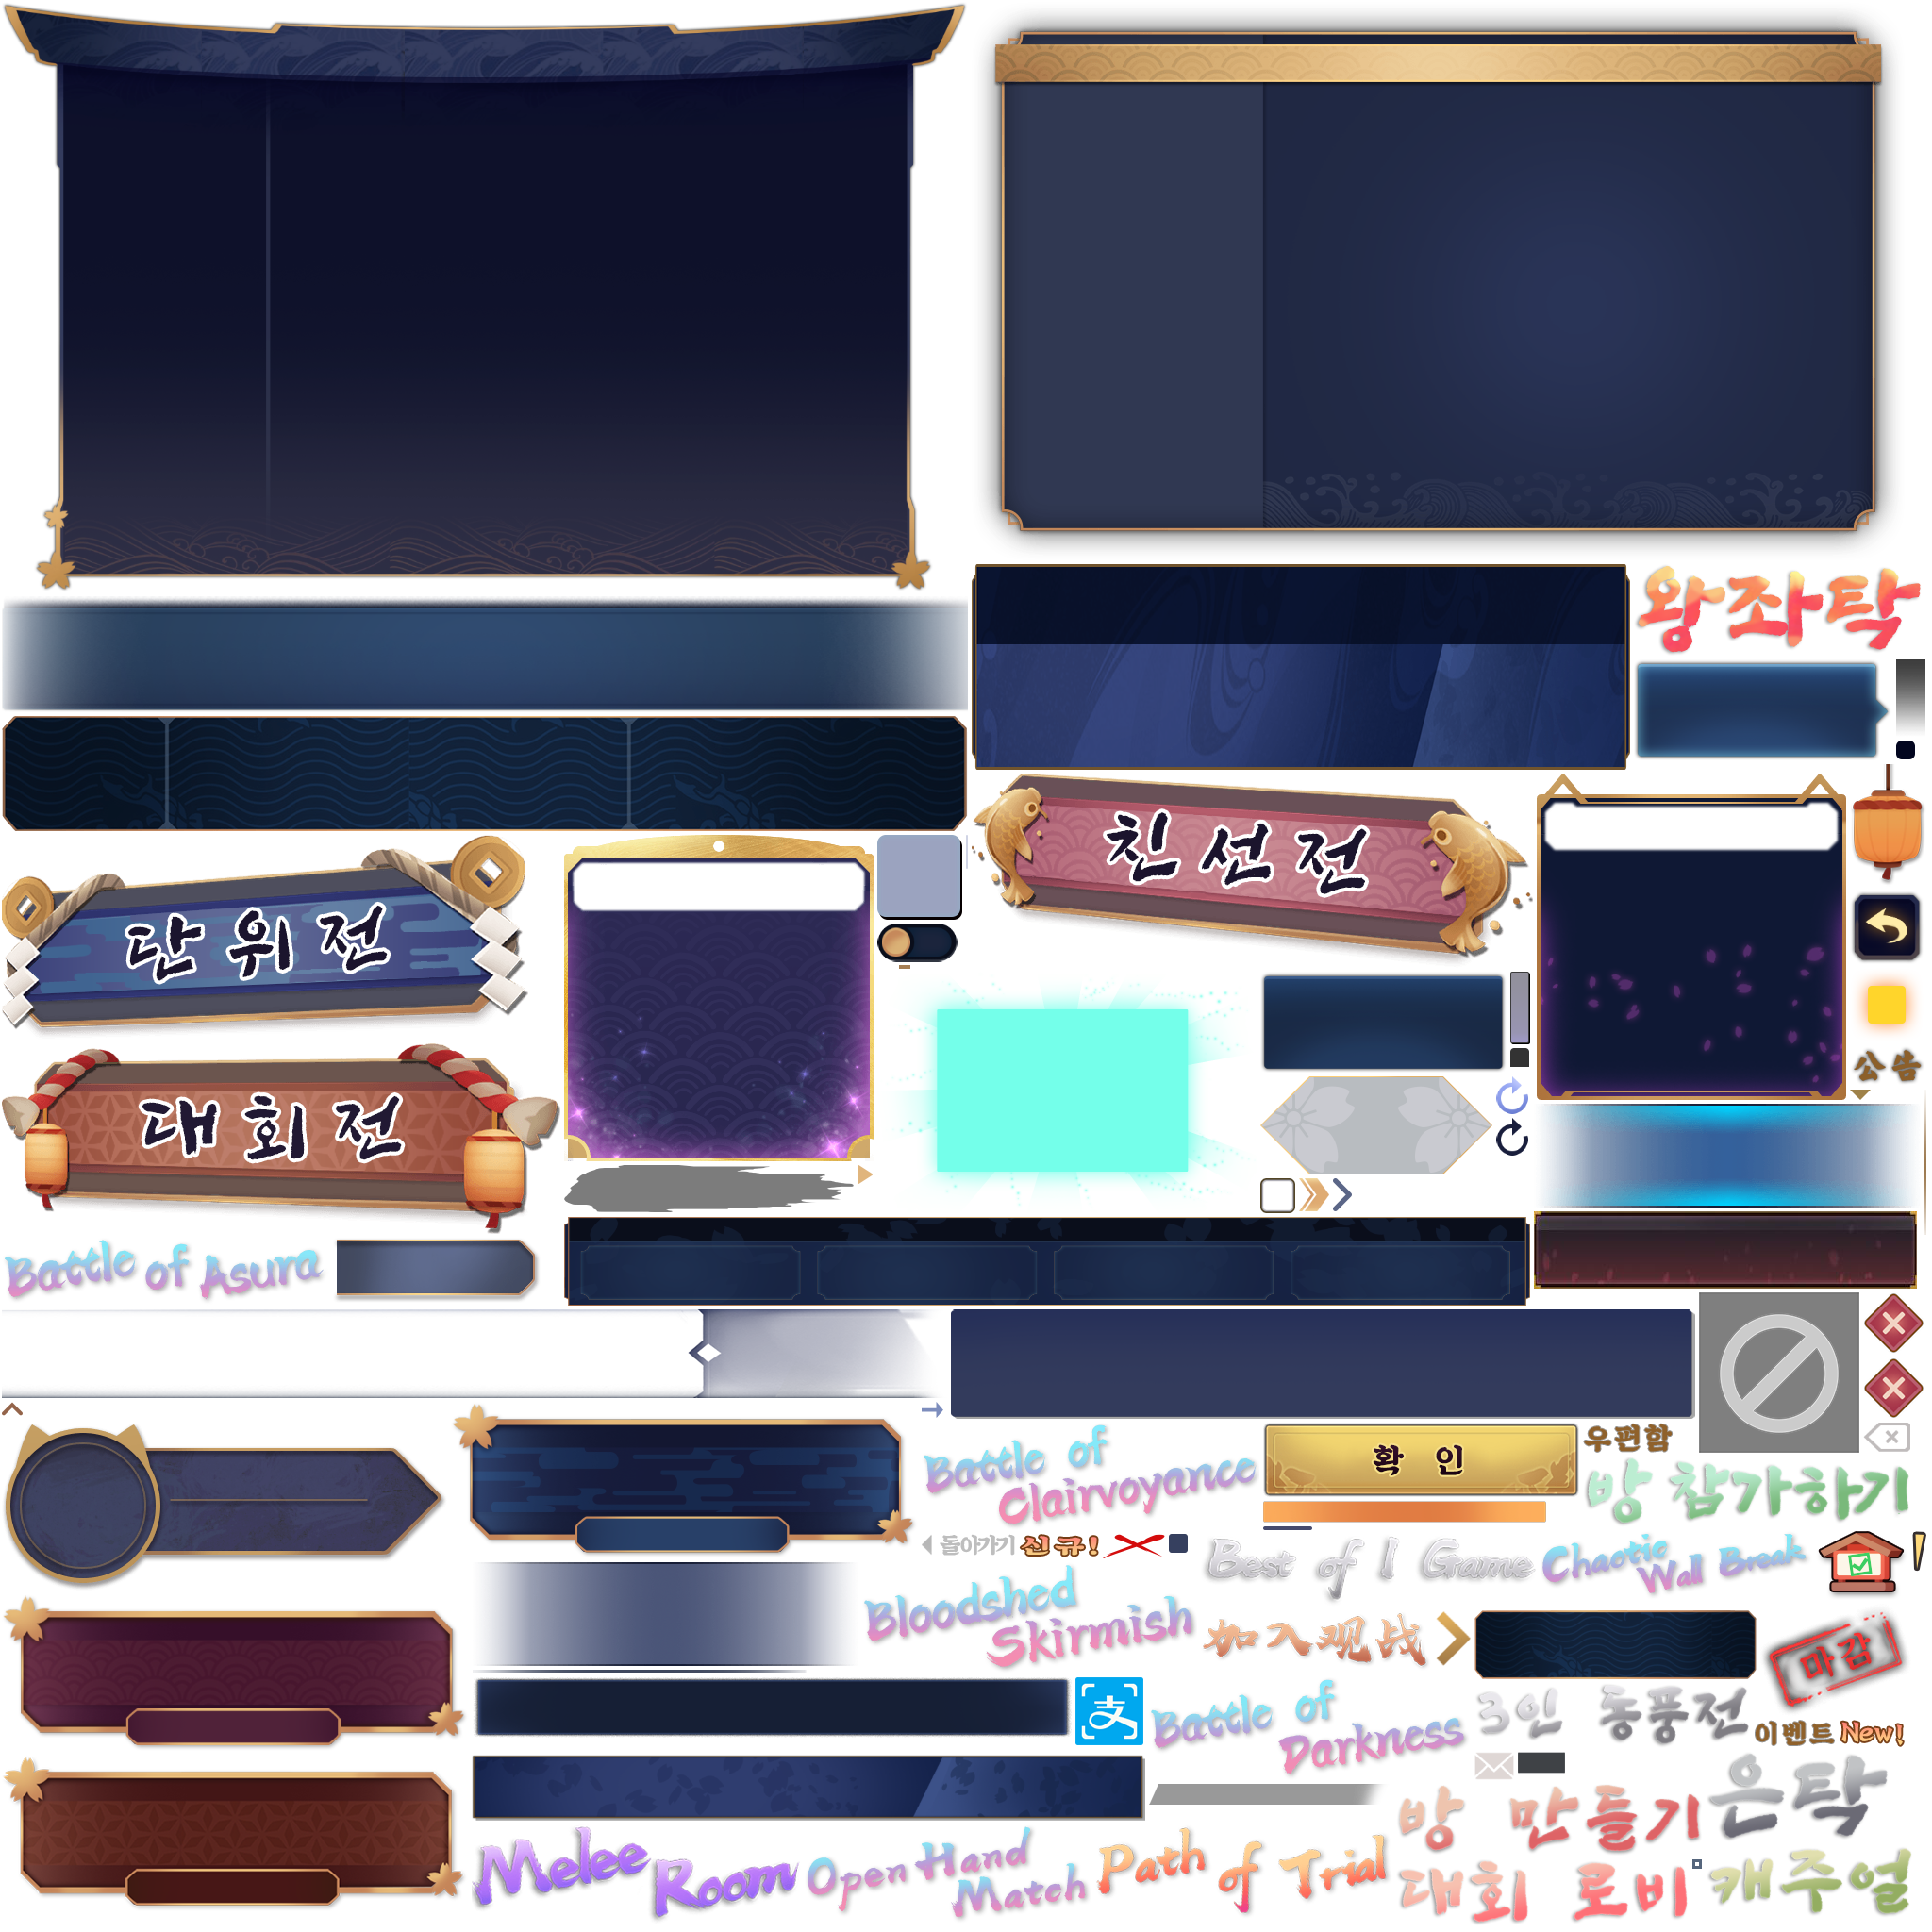 왕좌탁
친선전
단위전
公告
대회전
Battle of Asura
Battle of
Clairvoyance
확 인
우편함
방 참가하기
돌아가기
신규!
Best of 1 Game
Chaotic
Wall Break
Bloodshed
Skirmish
加入观战
마감
支
Battle of
Darkness
3인 동풍전
이벤트
New!
은탁
방 만들기
Melee
Room
Open Hand
Match
Path of Trial
대회 로비
캐주얼